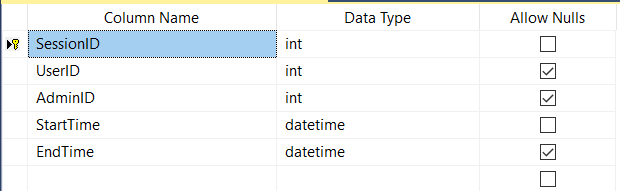 Column Name Data Type Allow Nulls
SessionID int
UserID int
AdminID int
StartTime datetime
EndTime datetime